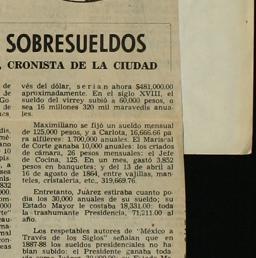 SOBRESUELDOS
, CRONISTA DE LA CIUDAD
vés del dólar, serian ahora $481,000.00
aproximadamente. En el siglo XVIII, el
sueldo del virrey subió a 60,000 pesos, o
sea 16 millones 320 mil maravedís anua-
les.
Maximiliano se fijó un sueldo mensual
de 125,000 pesos, y a Carlota, 16,666.66 pa
ra alfileres: 1.700,000 anuales. El Mariscal
de Corte ganaba 10,000 anuales: los criados
de cámara, 26 pesos mensuales; el Jefe
de Cocina, 125. En un mes, gastó 3,852
pesos en banquetes; y del 13 de abril al
16 de agosto de 1864, entre vajillas, man-
teles, cristalería, etc., 319,669.76.
Entretanto, Juárez estiraba cuanto po
día los 30,000 anuales de su sueldo; su
Estado Mayor le costaba 18,331.00: toda
la trashumante Presidencia, 71,211.00 al
año.
Los respetables autores de "México a
Través de los Siglos" señalan que en
1887-88 los sueldos presidenciales no ha
bían subido: el Presidente ganaba toda